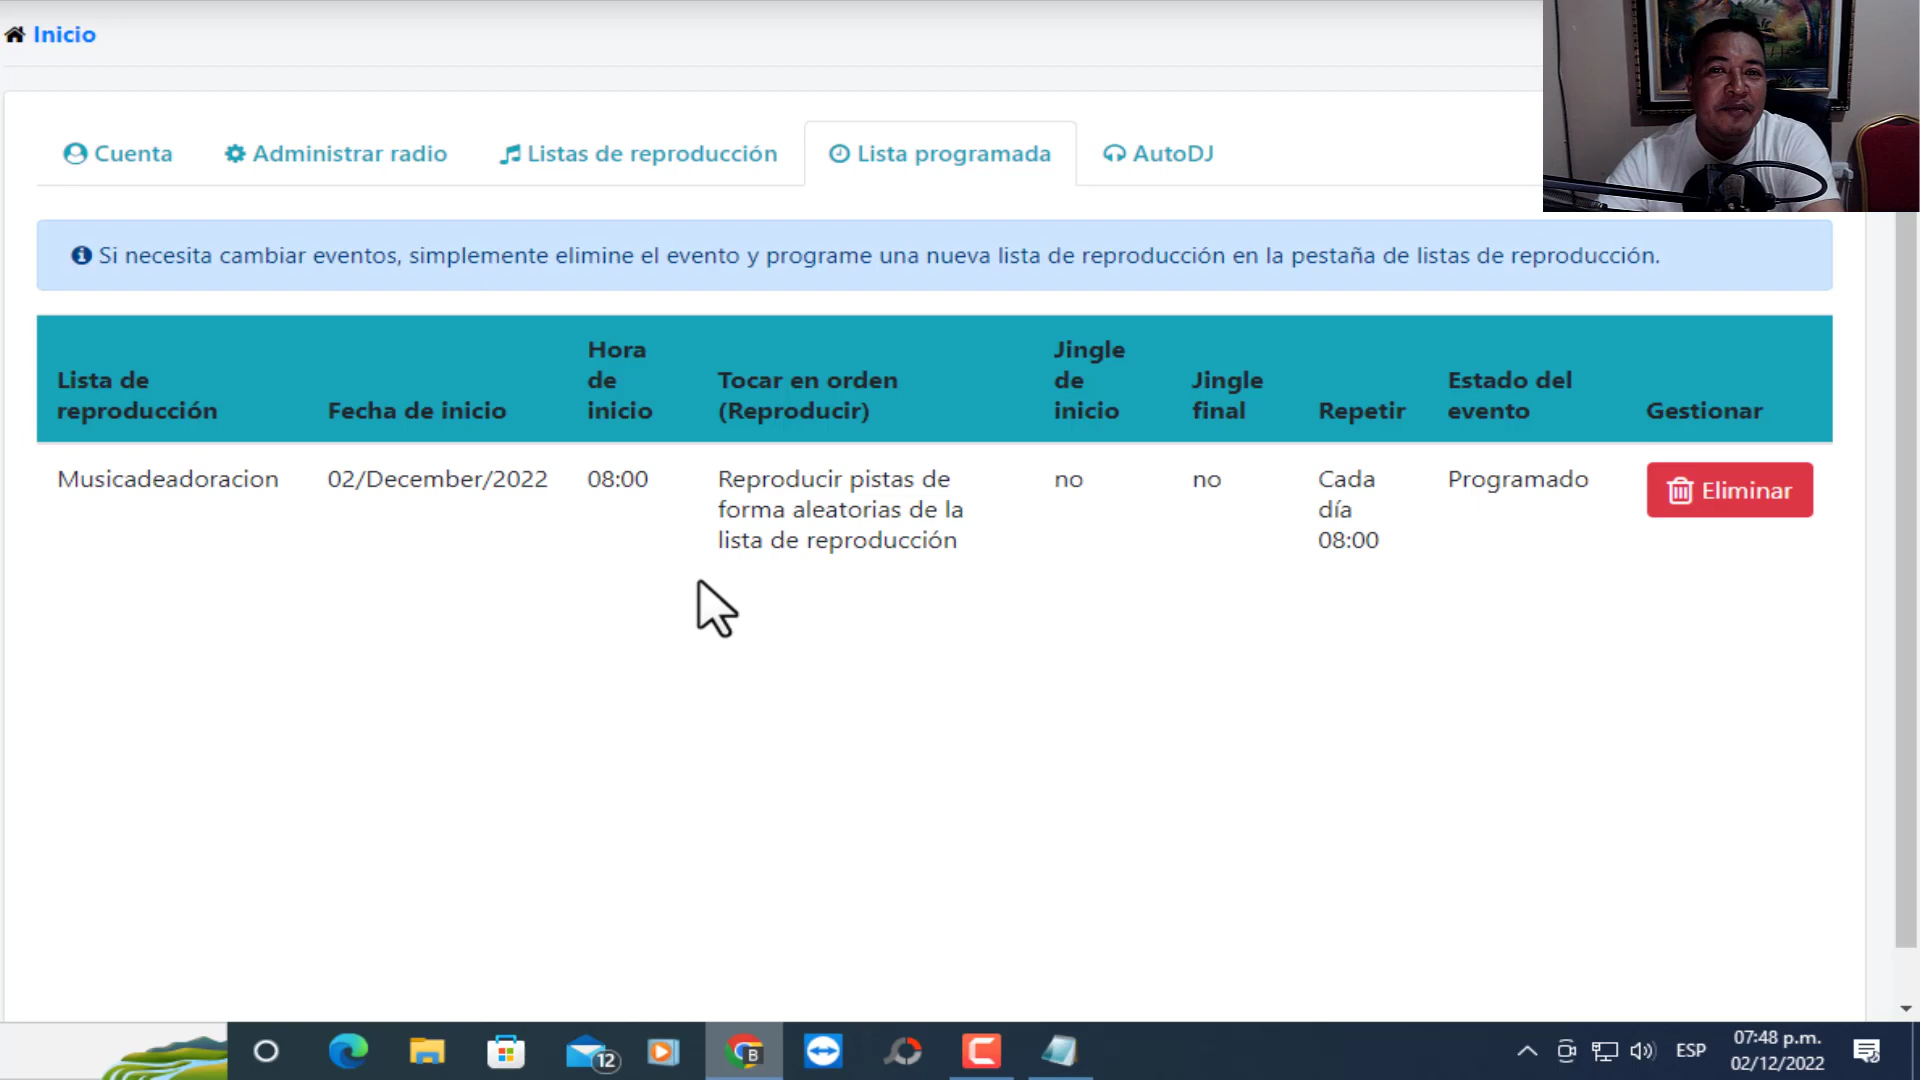 Inicio
Cuenta
Administrar radio
Listas de reproducción
Lista programada
AutoDJ
Si necesita cambiar eventos, simplemente elimine el evento y programe una nueva lista de reproducción en la pestaña de listas de reproducción.
Lista de
reproducción
Fecha de inicio
Hora
de
inicio
Tocar en orden
(Reproducir)
Jingle
de
inicio
Jingle
final
Repetir
Estado del
evento
Gestionar
Musicadeadoracion
02/December/2022
08:00
Reproducir pistas de
forma aleatorias de la
lista de reproducción
no
no
Cada
día
08:00
Programado
Eliminar
12
B
ESP
07:48 p.m.
02/12/2022